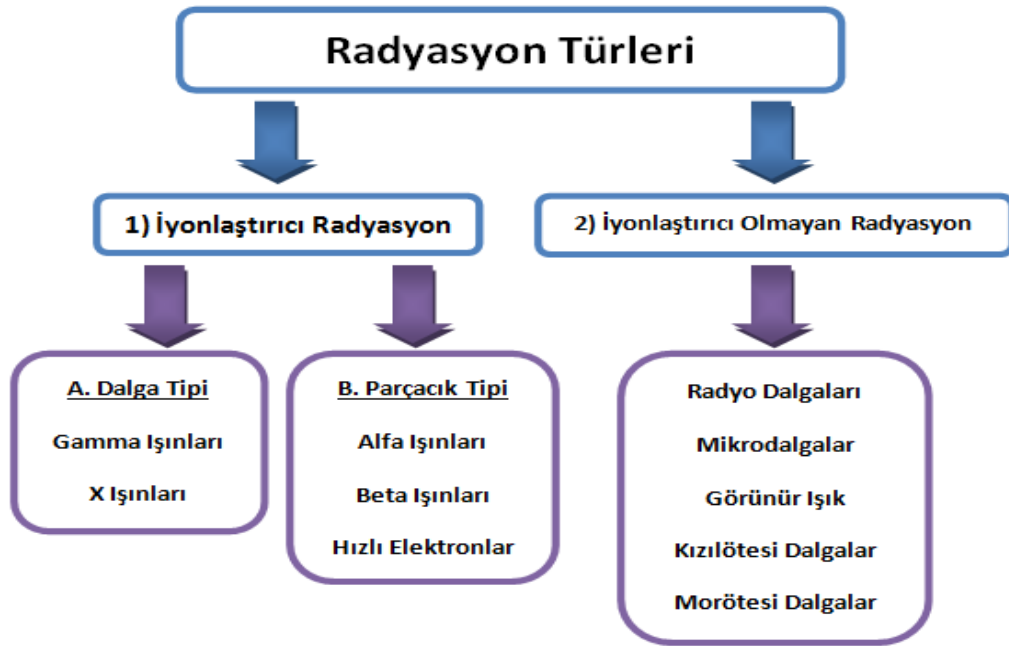 Radyasyon Türleri
1) İyonlaştırıcı Radyasyon
2) İyonlaştırıcı Olmayan Radyasyon
A. Dalga Tipi
Gamma Işınları
X Işınları
B. Parçacık Tipi
Alfa Işınları
Beta Işınları
Hızlı Elektronlar
Radyo Dalgaları
Mikrodalgalar
Görünür Işık
Kızılötesi Dalgalar
Morötesi Dalgalar